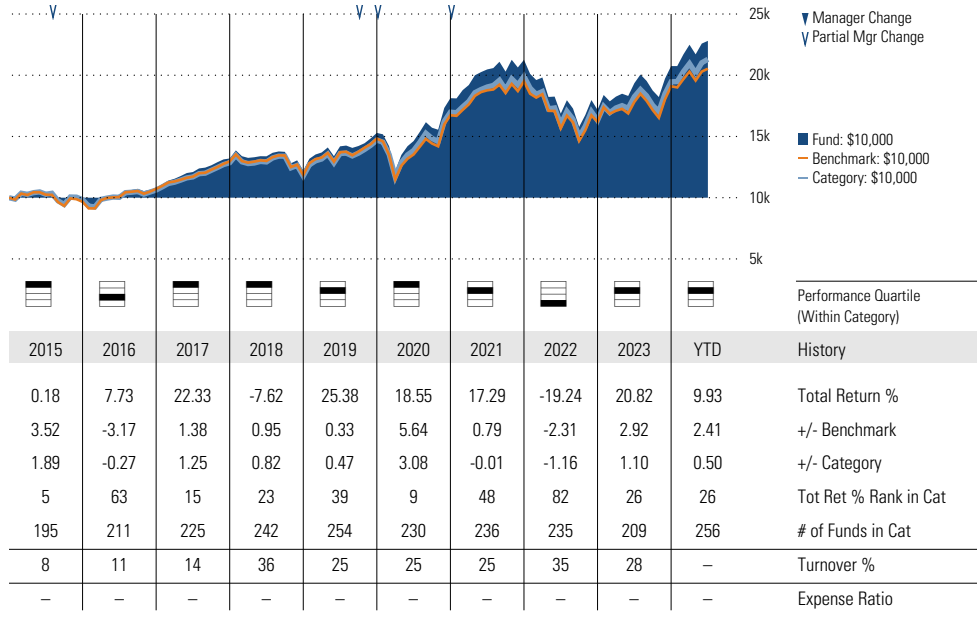 25k
20k
15k
10k
5k
Manager Change
Partial Mgr Change
Fund: $10,000
Benchmark: $10,000
Category: $10,000
Performance Quartile
(Within Category)
2015 2016 2017 2018 2019 2020 2021 2022 2023 YTD History
0.18 7.73 22.33 -7.62 25.38 18.55 17.29 -19.24 20.82 9.93 Total Return %
3.52 -3.17 1.38 0.95 0.33 5.64 0.79 -2.31 2.92 2.41 +/- Benchmark
1.89 -0.27 1.25 0.82 0.47 3.08 -0.01 -1.16 1.10 0.50 +/- Category
5 63 15 23 39 9 48 82 26 26 Tot Ret % Rank in Cat
195 211 225 242 254 230 236 235 209 256 # of Funds in Cat
8 11 14 36 25 25 25 35 28 – Turnover %
– – – – – – – – – – Expense Ratio